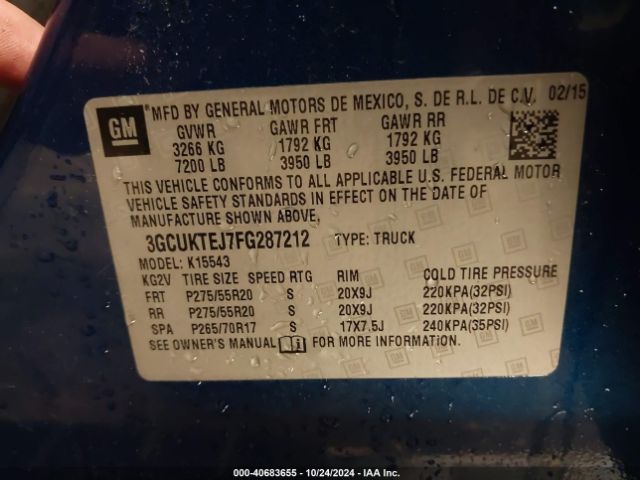 GM
MFD BY GENERAL MOTORS DE MEXICO, S. DE R.L. DE C.V. 02/15
GVWR GAWR FRT GAWR RR
3266 KG 1792 KG 1792 KG
7200 LB 3950 LB 3950 LB
THIS VEHICLE CONFORMS TO ALL APPLICABLE U.S. FEDERAL MOTOR
VEHICLE SAFETY STANDARDS IN EFFECT ON THE DATE OF
MANUFACTURE SHOWN ABOVE.
3GCUKTEJ7FG287212 TYPE: TRUCK
MODEL: K15543
KG2V TIRE SIZE SPEED RTG RIM COLD TIRE PRESSURE
FRT P275/55R20 S 20X9J 220KPA(32PSI)
RR P275/55R20 S 20X9J 220KPA(32PSI)
SPA P265/70R17 S 17X7.5J 240KPA(35PSI)
SEE OWNER'S MANUAL FOR MORE INFORMATION.
000-40683655 - 10/24/2024 - IAA Inc.